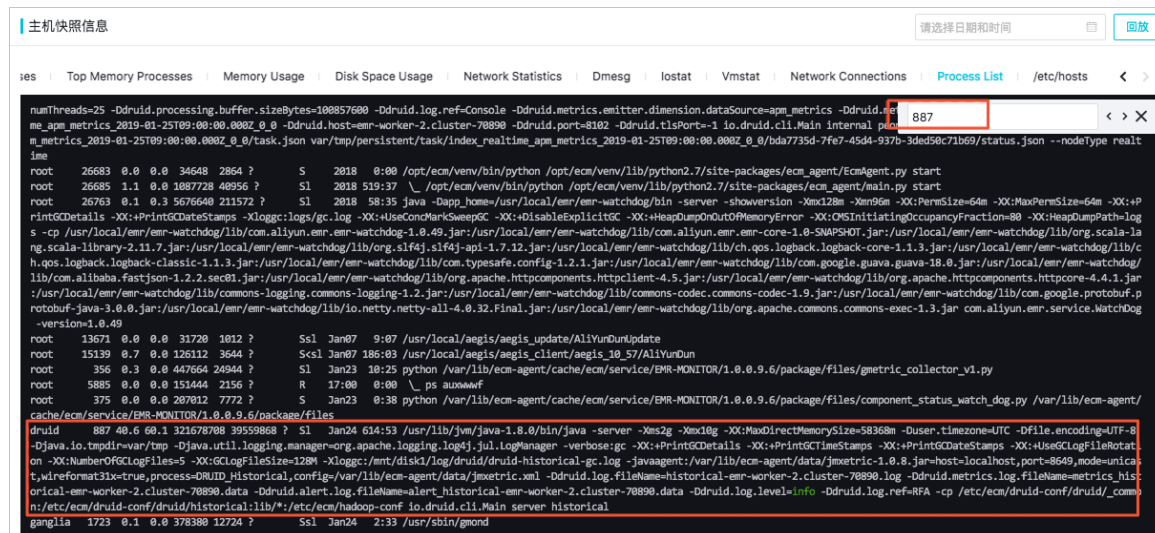 主机快照信息
请选择日期和时间
回放
ses Top Memory Processes Memory Usage Disk Space Usage Network Statistics Dmesg Iostat Vmstat Network Connections Process List /etc/hosts < >
887 < > X
numThreads=25 -Ddruid.processing.buffer.sizeBytes=100857600 -Ddruid.log.ref=Console -Ddruid.metrics.emitter.dimension.dataSource=apm_metrics -Ddruid.
me_apm_metrics_2019-01-25T09:00:00.000Z_0_0 -Ddruid.host=emr-worker-2.cluster-70890 -Ddruid.port=8102 -Ddruid.tlsPort=-1 io.druid.cli.Main internal
m_metrics_2019-01-25T09:00:00.000Z_0_0/task.json var/tmp/persistent/task/index_realtime_apm_metrics_2019-01-25T09:00:00.000Z_0_0/bda7735d-7fe7-45d4-937b-3ded50c71b69/status.json --nodeType realt
ime
root 26683 0.0 0.0 34648 2864 ? S 2018 0:00 /opt/ecm/venv/bin/python /opt/ecm/venv/lib/python2.7/site-packages/ecm_agent/EcmAgent.py start
root 26685 1.1 0.0 1087728 40956 ? Sl 2018 519:37 \_ /opt/ecm/venv/bin/python /opt/ecm/venv/lib/python2.7/site-packages/ecm_agent/main.py start
root 26763 0.1 0.3 5676640 211572 ? Sl 2018 58:35 java -Dapp_home=/usr/local/emr/emr-watchdog/bin -server -showversion -Xmx128m -Xmn96m -XX:PermSize=64m -XX:MaxPermSize=64m -XX:+P
rintGCDetails -XX:+PrintGCDateStamps -Xloggc:logs/gc.log -XX:+UseConcMarkSweepGC -XX:+DisableExplicitGC -XX:+HeapDumpOnOutOfMemoryError -XX:CMSInitiatingOccupancyFraction=80 -XX:HeapDumpPath=log
s -cp /usr/local/emr/emr-watchdog/lib/com.aliyun.emr.emr-watchdog-1.0.49.jar:/usr/local/emr/emr-watchdog/lib/com.aliyun.emr.emr-core-1.0-SNAPSHOT.jar:/usr/local/emr/emr-watchdog/lib/org.scala-la
ng.scala-library-2.11.7.jar:/usr/local/emr/emr-watchdog/lib/org.slf4j.slf4j-api-1.7.12.jar:/usr/local/emr/emr-watchdog/lib/ch.qos.logback.logback-core-1.1.3.jar:/usr/local/emr/emr-watchdog/lib/c
h.qos.logback.logback-classic-1.1.3.jar:/usr/local/emr/emr-watchdog/lib/com.typesafe.config-1.2.1.jar:/usr/local/emr/emr-watchdog/lib/com.google.guava.guava-18.0.jar:/usr/local/emr/emr-watchdog/
lib/com.alibaba.fastjson-1.2.2.sec01.jar:/usr/local/emr/emr-watchdog/lib/org.apache.httpcomponents.httpclient-4.5.jar:/usr/local/emr/emr-watchdog/lib/org.apache.httpcomponents.httpcore-4.4.1.jar
:/usr/local/emr/emr-watchdog/lib/commons-logging.commons-logging-1.2.jar:/usr/local/emr/emr-watchdog/lib/commons-codec.commons-codec-1.9.jar:/usr/local/emr/emr-watchdog/lib/com.google.protobuf.p
rotobuf-java-3.0.0.jar:/usr/local/emr/emr-watchdog/lib/io.netty.netty-all-4.0.32.Final.jar:/usr/local/emr/emr-watchdog/lib/org.apache.commons.commons-exec-1.3.jar com.aliyun.emr.service.WatchDog
-version=1.0.49
root 13671 0.0 0.0 31720 1012 ? Ssl Jan07 9:07 /usr/local/aegis/aegis_update/AliYunDunUpdate
root 15139 0.7 0.0 126112 3644 ? S<sl Jan07 186:03 /usr/local/aegis/aegis_client/aegis_10_57/AliYunDun
root 356 0.3 0.0 447664 24944 ? Sl Jan23 10:25 python /var/lib/ecm-agent/cache/ecm/service/EMR-MONITOR/1.0.0.9.6/package/files/gmetric_collector_v1.py
root 5885 0.0 0.0 151444 2156 ? R 17:00 0:00 \_ ps auxwwwf
root 375 0.0 0.0 207012 7772 ? S Jan23 0:38 python /var/lib/ecm-agent/cache/ecm/service/EMR-MONITOR/1.0.0.9.6/package/files/component_status_watch_dog.py /var/lib/ecm-agent/
cache/ecm/service/EMR-MONITOR/1.0.0.9.6/package/files
druid 887 40.6 60.1 321678708 39559868 ? Sl Jan24 614:53 /usr/lib/jvm/java-1.8.0/bin/java -server -Xms2g -Xmx10g -XX:MaxDirectMemorySize=58368m -Duser.timezone=UTC -Dfile.encoding=UTF-8
-Djava.io.tmpdir=var/tmp -Djava.util.logging.manager=org.apache.logging.log4j.jul.LogManager -verbose:gc -XX:+PrintGCDetails -XX:+PrintGCTimeStamps -XX:+PrintGCDateStamps -XX:+UseGCLogFileRotati
on -XX:NumberOfGCLogFiles=5 -XX:GCLogFileSize=128M -Xloggc:/mnt/disk1/log/druid/druid-historical-gc.log -javaagent:/var/lib/ecm-agent/data/jmxetric-1.0.8.jar=host=localhost,port=8649,mode=unicas
t,wireformat31x=true,process=DRUID_Historical,config=/var/lib/ecm-agent/data/jmxetric.xml -Ddruid.log.fileName=historical-emr-worker-2.cluster-70890.log -Ddruid.metrics.log.fileName=metrics_hist
orical-emr-worker-2.cluster-70890.data -Ddruid.alert.log.fileName=alert_historical-emr-worker-2.cluster-70890.data -Ddruid.log.level=info -Ddruid.log.ref=RFA -cp /etc/ecm/druid-conf/druid/_commo
n:/etc/ecm/druid-conf/druid/historical:lib/*:/etc/ecm/hadoop-conf io.druid.cli.Main server historical
ganglia 1723 0.1 0.0 378380 12724 ? Ssl Jan24 2:33 /usr/sbin/gmond